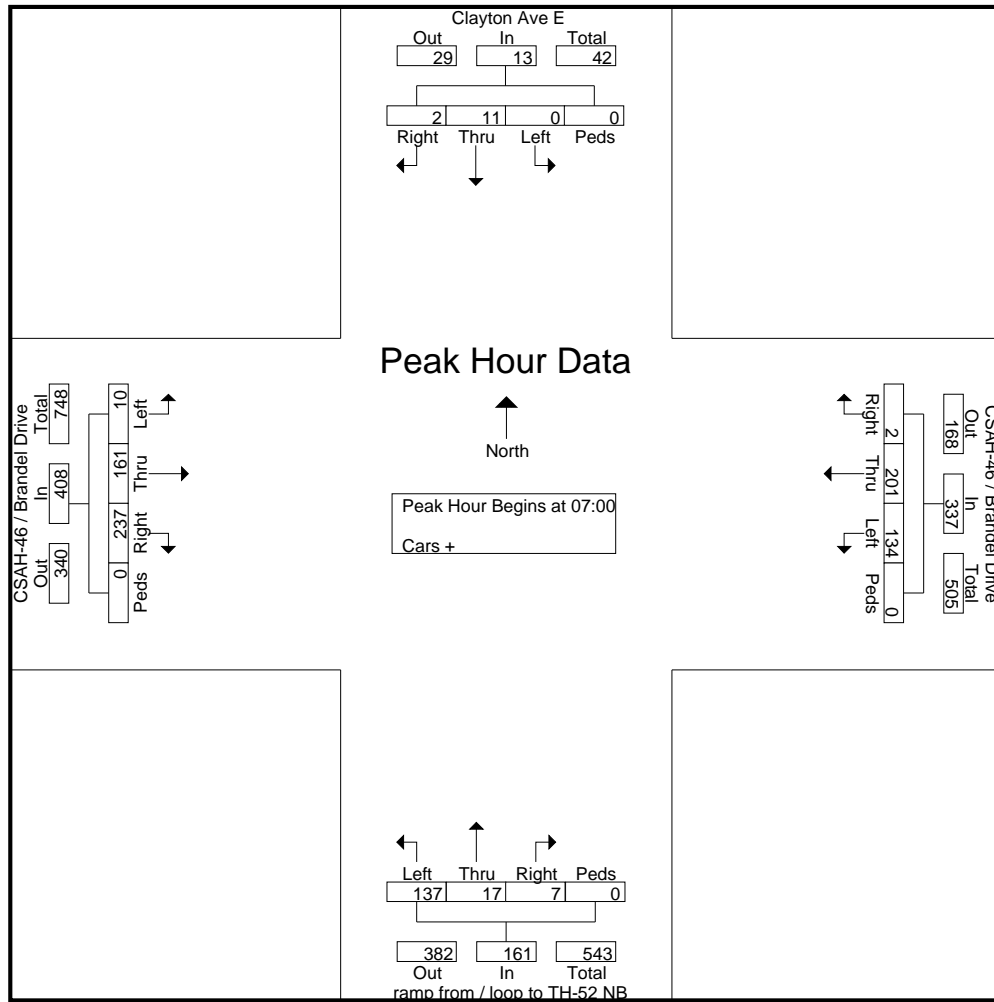 Clayton Ave E
Out In Total
29 13 42
2 11 0 0
Right Thru Left Peds
Peak Hour Data
North
Peak Hour Begins at 07:00
Cars +
CSAH-46 / Brandel Drive
Out In Total
340 408 748
0 237 161 10
Peds Right Thru Left
CSAH-46 / Brandel Drive
Out In Total
168 337 505
2 201 134 0
Right Thru Left Peds
Left Thru Right Peds
137 17 7 0
382 161 543
Out In Total
ramp from / loop to TH-52 NB